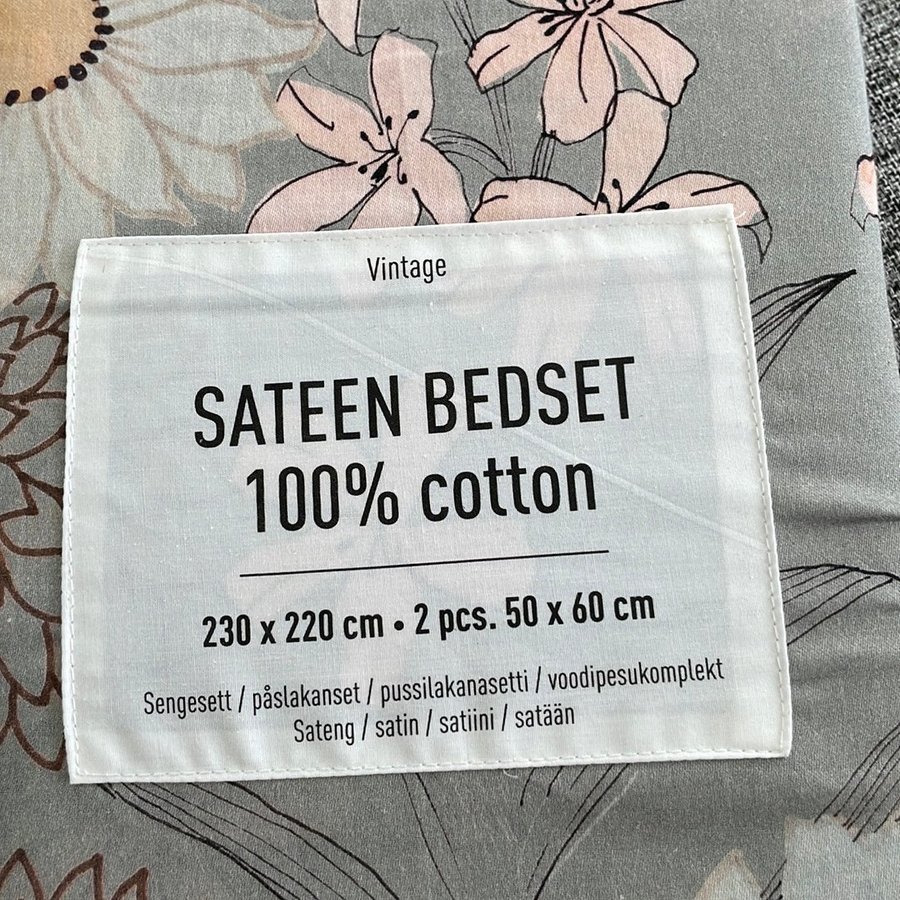 Vintage
SATEEN BEDSET
100% cotton
230 x 220 cm • 2 pcs. 50 x 60 cm
Sengesett / påslakanset / pussilakanasetti / voodipesukomplekt
Sateng / satin / satiini / satään